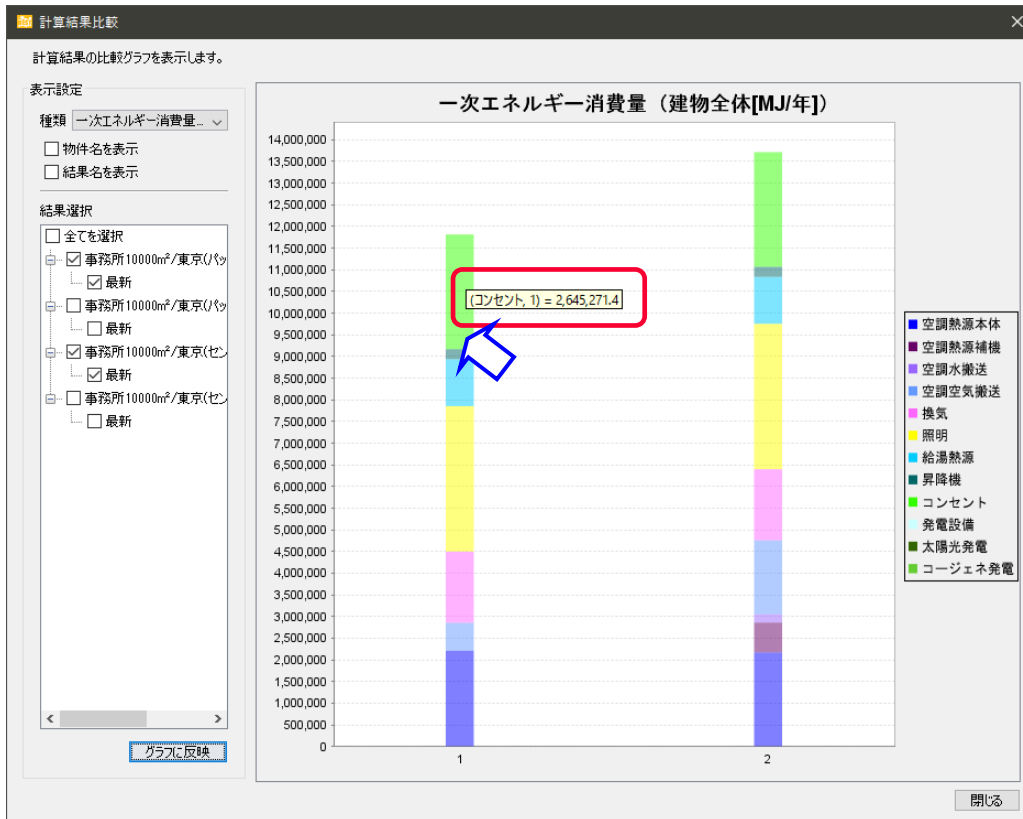 計算結果比較
計算結果の比較グラフを表示します。
表示設定
種類 一次エネルギー消費量...
物件名を表示
結果名を表示
結果選択
全てを選択
事務所10000m²/東京(パッ
最新
事務所10000m²/東京(パッ
最新
事務所10000m²/東京(セン
最新
事務所10000m²/東京(セン
最新
グラフに反映
一次エネルギー消費量（建物全体[MJ/年]）
14,000,000
13,500,000
13,000,000
12,500,000
12,000,000
11,500,000
11,000,000
10,500,000
10,000,000
9,500,000
9,000,000
8,500,000
8,000,000
7,500,000
7,000,000
6,500,000
6,000,000
5,500,000
5,000,000
4,500,000
4,000,000
3,500,000
3,000,000
2,500,000
2,000,000
1,500,000
1,000,000
500,000
0
(コンセント, 1) = 2,645,271.4
1
2
空調熱源本体
空調熱源補機
空調水搬送
空調空気搬送
換気
照明
給湯熱源
昇降機
コンセント
発電設備
太陽光発電
コージェネ発電
閉じる